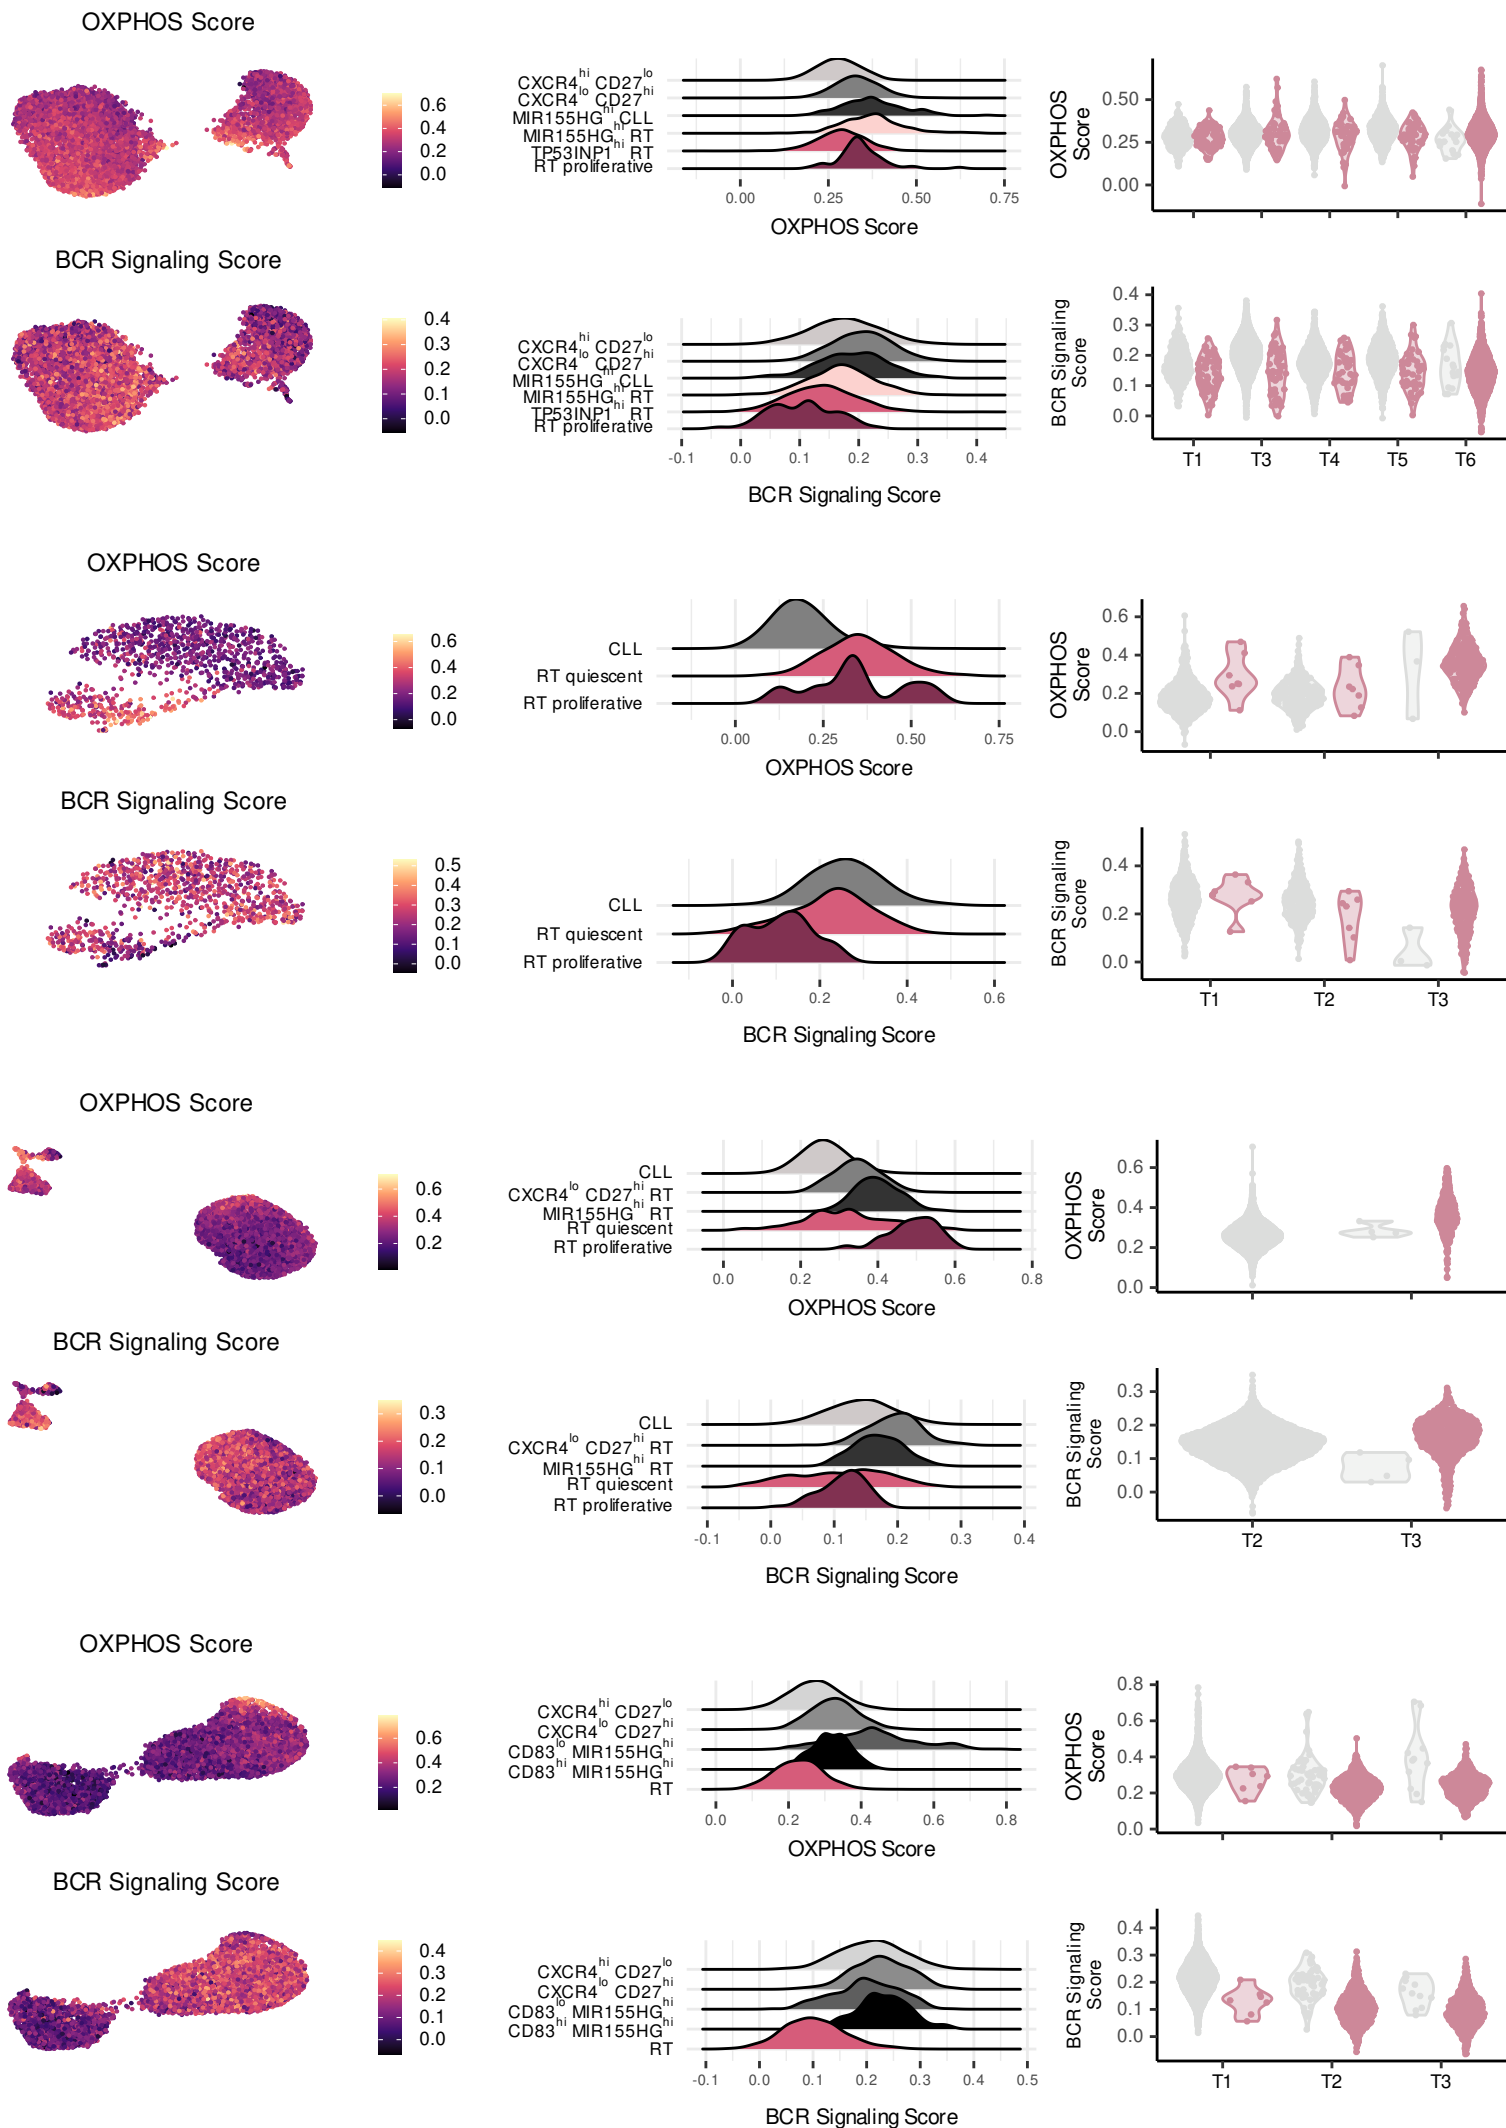 OXPHOS Score
0.6
0.4
0.2
0.0
CXCR4hi CD27lo
CXCR4lo CD27hi
MIR155HGhi CLL
MIR155HGhi RT
TP53INP1hi RT
RT proliferative
0.00 0.25 0.50 0.75
OXPHOS Score
OXPHOS
Score
0.50
0.25
0.00
BCR Signaling Score
0.4
0.3
0.2
0.1
0.0
CXCR4hi CD27lo
CXCR4lo CD27hi
MIR155HGhi CLL
MIR155HGhi RT
TP53INP1hi RT
RT proliferative
-0.1 0.0 0.1 0.2 0.3 0.4
BCR Signaling Score
BCR Signaling
Score
0.4
0.3
0.2
0.1
0.0
T1 T3 T4 T5 T6
OXPHOS Score
0.6
0.4
0.2
0.0
CLL
RT quiescent
RT proliferative
0.00 0.25 0.50 0.75
OXPHOS Score
OXPHOS
Score
0.6
0.4
0.2
0.0
BCR Signaling Score
0.5
0.4
0.3
0.2
0.1
0.0
CLL
RT quiescent
RT proliferative
0.0 0.2 0.4 0.6
BCR Signaling Score
BCR Signaling
Score
0.4
0.2
0.0
T1 T2 T3
OXPHOS Score
0.6
0.4
0.2
CLL
CXCR4lo CD27hi RT
MIR155HGhi RT
RT quiescent
RT proliferative
0.0 0.2 0.4 0.6 0.8
OXPHOS Score
OXPHOS
Score
0.6
0.4
0.2
0.0
BCR Signaling Score
0.3
0.2
0.1
0.0
CLL
CXCR4lo CD27hi RT
MIR155HGhi RT
RT quiescent
RT proliferative
-0.1 0.0 0.1 0.2 0.3 0.4
BCR Signaling Score
BCR Signaling
Score
0.3
0.2
0.1
0.0
T2 T3
OXPHOS Score
0.6
0.4
0.2
CXCR4hi CD27lo
CXCR4lo CD27hi
CD83lo MIR155HGhi
CD83hi MIR155HGhi
RT
0.0 0.2 0.4 0.6 0.8
OXPHOS Score
OXPHOS
Score
0.8
0.6
0.4
0.2
0.0
BCR Signaling Score
0.4
0.3
0.2
0.1
0.0
CXCR4hi CD27lo
CXCR4lo CD27hi
CD83lo MIR155HGhi
CD83hi MIR155HGhi
RT
-0.1 0.0 0.1 0.2 0.3 0.4 0.5
BCR Signaling Score
BCR Signaling
Score
0.4
0.3
0.2
0.1
0.0
T1 T2 T3